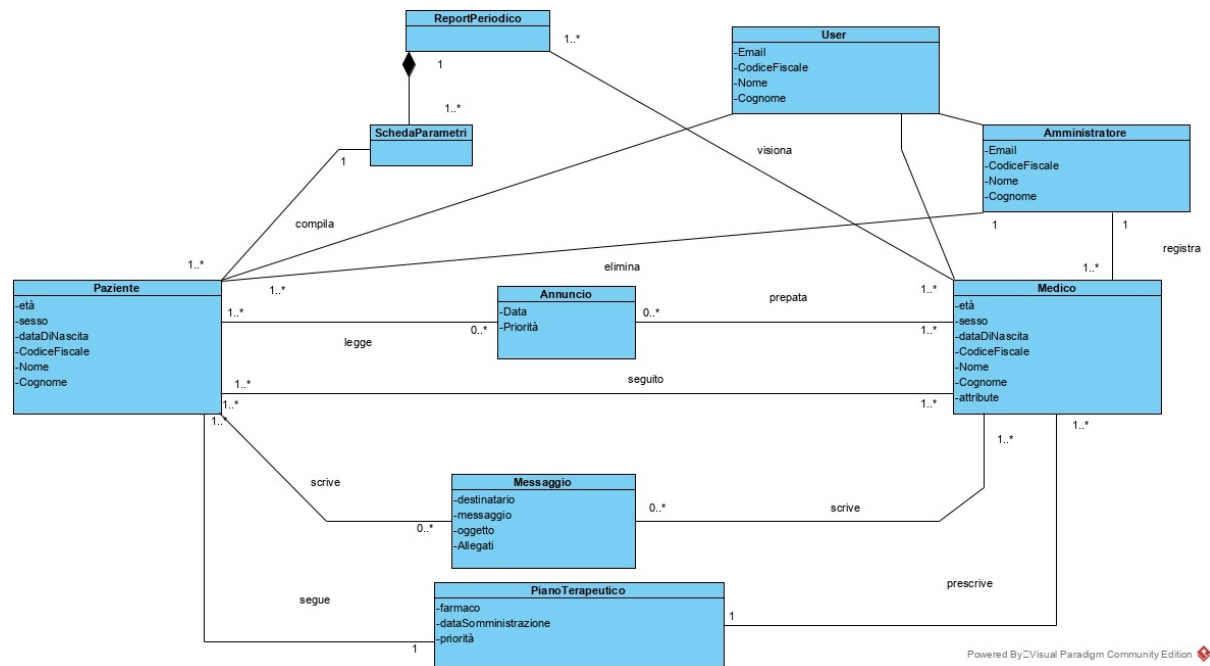 ReportPeriodico
1..*
1
1..*
User
-Email
-CodiceFiscale
-Nome
-Cognome
SchedaParametri
1
visiona
Amministratore
-Email
-CodiceFiscale
-Nome
-Cognome
compila
1
1
registra
1..*
elimina
1..*
1..*
1..*
Paziente
-età
-sesso
-dataDiNascita
-CodiceFiscale
-Nome
-Cognome
Annuncio
-Data
-Priorità
prepata
Medico
-età
-sesso
-dataDiNascita
-CodiceFiscale
-Nome
-Cognome
-attribute
1..*
0..*
0..*
1..*
legge
seguito
1..*
1..*
1..*
1..*
1..*
1..*
scrive
Messaggio
-destinatario
-messaggio
-oggetto
-Allegati
scrive
0..*
0..*
segue
PianoTerapeutico
-farmaco
-dataSomministrazione
-priorità
prescrive
1
1
Powered By Visual Paradigm Community Edition